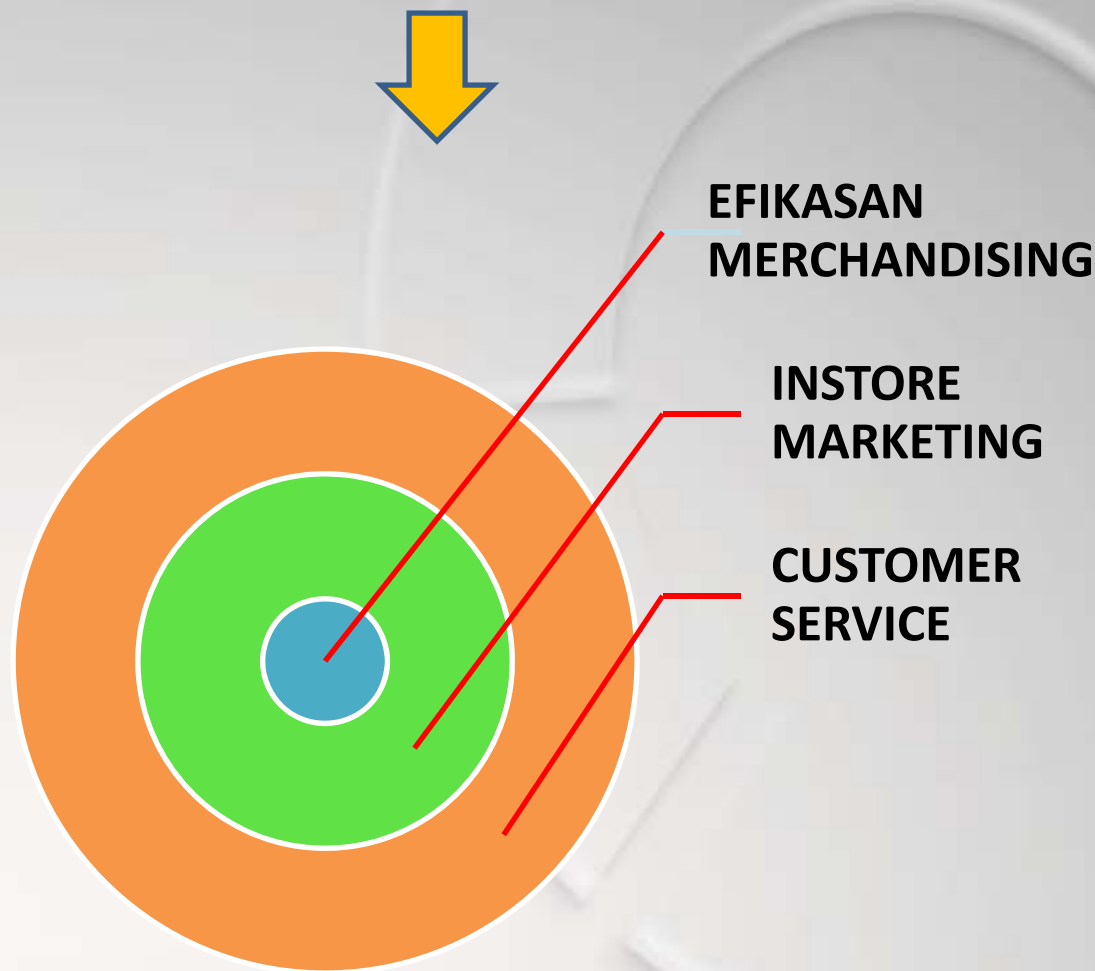 EFIKASAN
MERCHANDISING
INSTORE
MARKETING
CUSTOMER
SERVICE